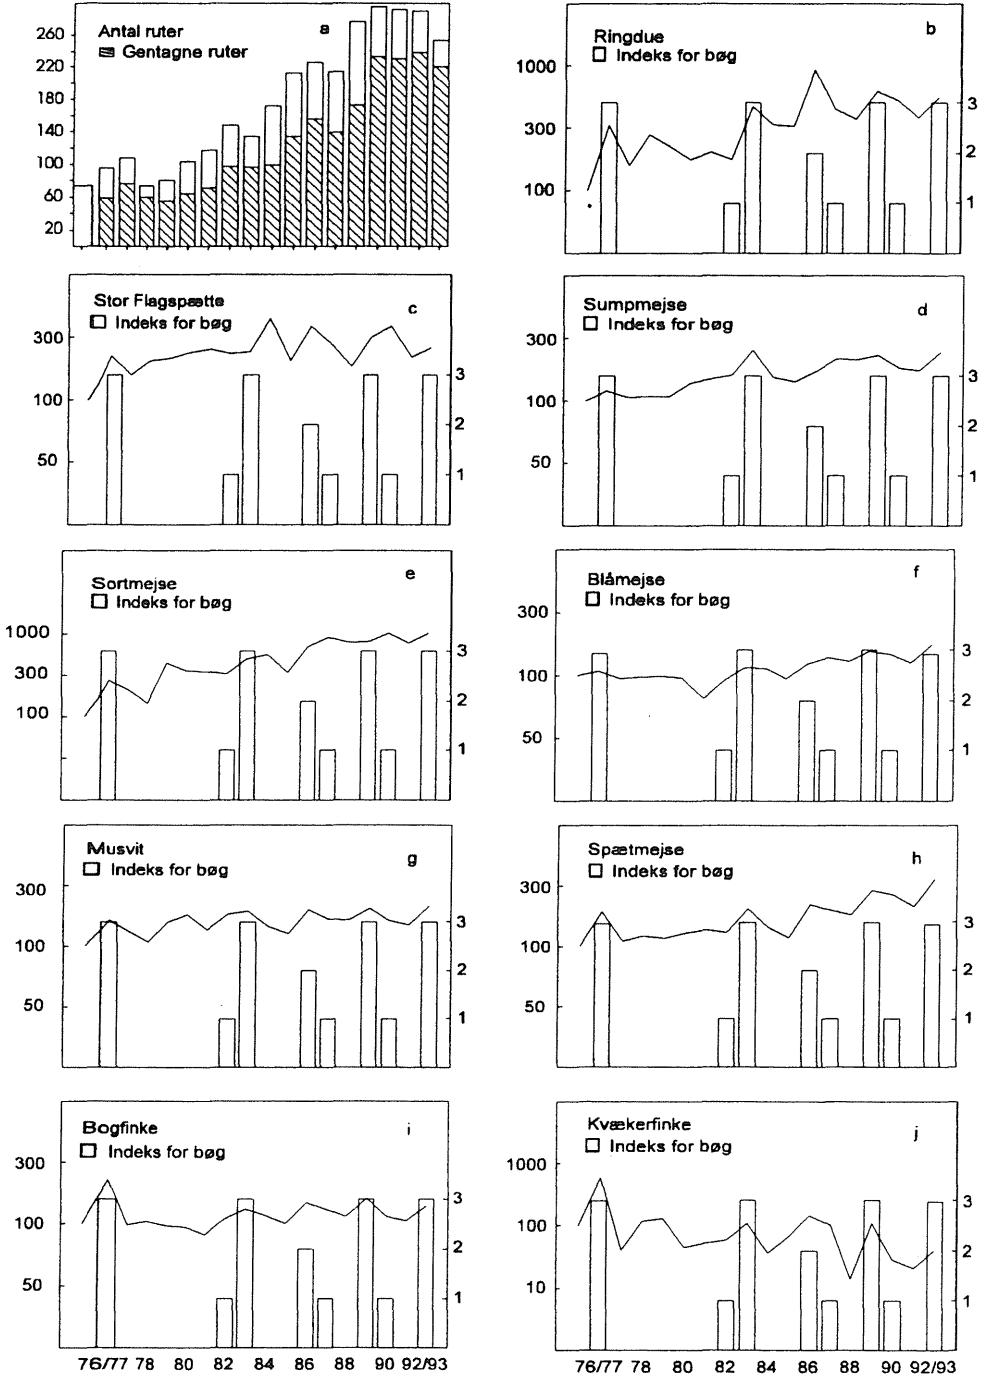 a
Antal ruter
Gentagne ruter
260
220
180
140
100
60
20
b
Ringdue
Indeks for bøg
1000
300
100
3
2
1
c
Stor Flagspætte
Indeks for bøg
300
100
50
3
2
1
d
Sumpmejse
Indeks for bøg
300
100
50
3
2
1
e
Sortmejse
Indeks for bøg
1000
300
100
3
2
1
f
Blåmejse
Indeks for bøg
300
100
50
3
2
1
g
Musvit
Indeks for bøg
300
100
50
3
2
1
h
Spætmejse
Indeks for bøg
300
100
50
3
2
1
i
Bogfinke
Indeks for bøg
300
100
50
3
2
1
76/77 78 80 82 84 86 88 90 92/93
j
Kvækerfinke
Indeks for bøg
1000
100
10
3
2
1
76/77 78 80 82 84 86 88 90 92/93